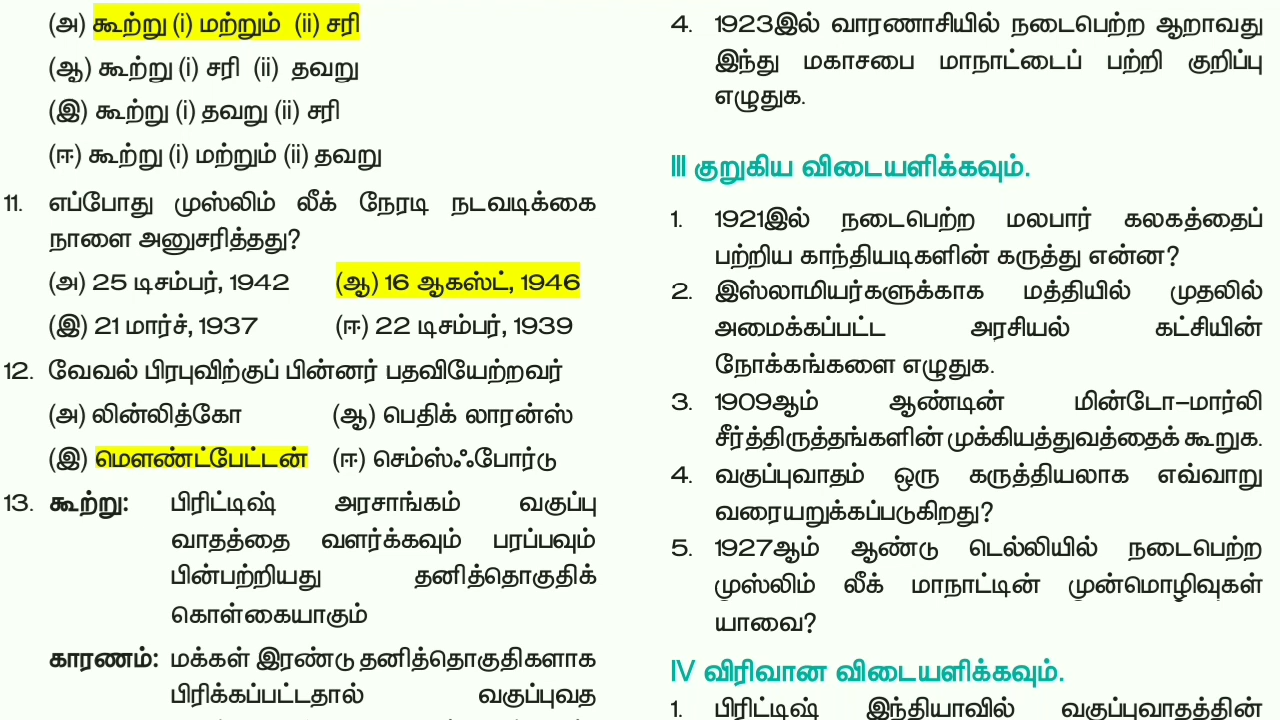 (அ) கூற்று (i) மற்றும் (ii) சரி
(ஆ) கூற்று (i) சரி (ii) தவறு
(இ) கூற்று (i) தவறு (ii) சரி
(ஈ) கூற்று (i) மற்றும் (ii) தவறு
11. எப்போது முஸ்லிம் லீக் நேரடி நடவடிக்கை
நாளை அனுசரித்தது?
(அ) 25 டிசம்பர், 1942 (ஆ) 16 ஆகஸ்ட், 1946
(இ) 21 மார்ச், 1937 (ஈ) 22 டிசம்பர், 1939
12. வேவல் பிரபுவிற்குப் பின்னர் பதவியேற்றவர்
(அ) லின்லித்கோ (ஆ) பெதிக் லாரன்ஸ்
(இ) மௌண்ட்பேட்டன் (ஈ) செம்ஸ்ஃபோர்டு
13. கூற்று: பிரிட்டிஷ் அரசாங்கம் வகுப்பு
வாதத்தை வளர்க்கவும் பரப்பவும்
பின்பற்றியது தனித்தொகுதிக்
கொள்கையாகும்
காரணம்: மக்கள் இரண்டு தனித்தொகுதிகளாக
பிரிக்கப்பட்டதால் வகுப்புவத
4. 1923இல் வாரணாசியில் நடைபெற்ற ஆறாவது
இந்து மகாசபை மாநாட்டைப் பற்றி குறிப்பு
எழுதுக.
III குறுகிய விடையளிக்கவும்.
1. 1921இல் நடைபெற்ற மலபார் கலகத்தைப்
பற்றிய காந்தியடிகளின் கருத்து என்ன?
2. இஸ்லாமியர்களுக்காக மத்தியில் முதலில்
அமைக்கப்பட்ட அரசியல் கட்சியின்
நோக்கங்களை எழுதுக.
3. 1909ஆம் ஆண்டின் மின்டோ–மார்லி
சீர்த்திருத்தங்களின் முக்கியத்துவத்தைக் கூறுக.
4. வகுப்புவாதம் ஒரு கருத்தியலாக எவ்வாறு
வரையறுக்கப்படுகிறது?
5. 1927ஆம் ஆண்டு டெல்லியில் நடைபெற்ற
முஸ்லிம் லீக் மாநாட்டின் முன்மொழிவுகள்
யாவை?
IV விரிவான விடையளிக்கவும்.
1. பிரிட்டிஷ் இந்தியாவில் வகுப்புவாதத்தின்